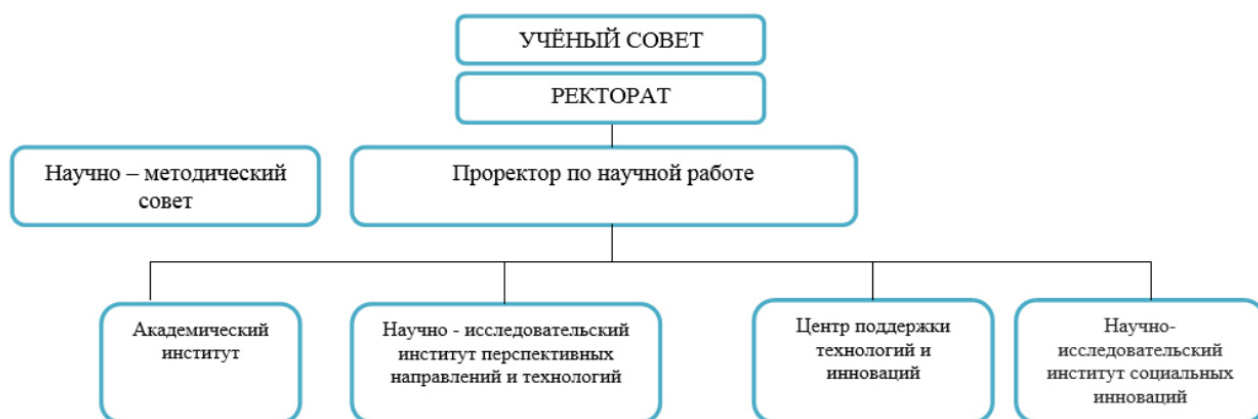 УЧЁНЫЙ СОВЕТ
РЕКТОРАТ
Научно – методический
совет
Проректор по научной работе
Академический
институт
Научно - исследовательский
институт перспективных
направлений и технологий
Центр поддержки
технологий и
инноваций
Научно-
исследовательский
институт социальных
инноваций